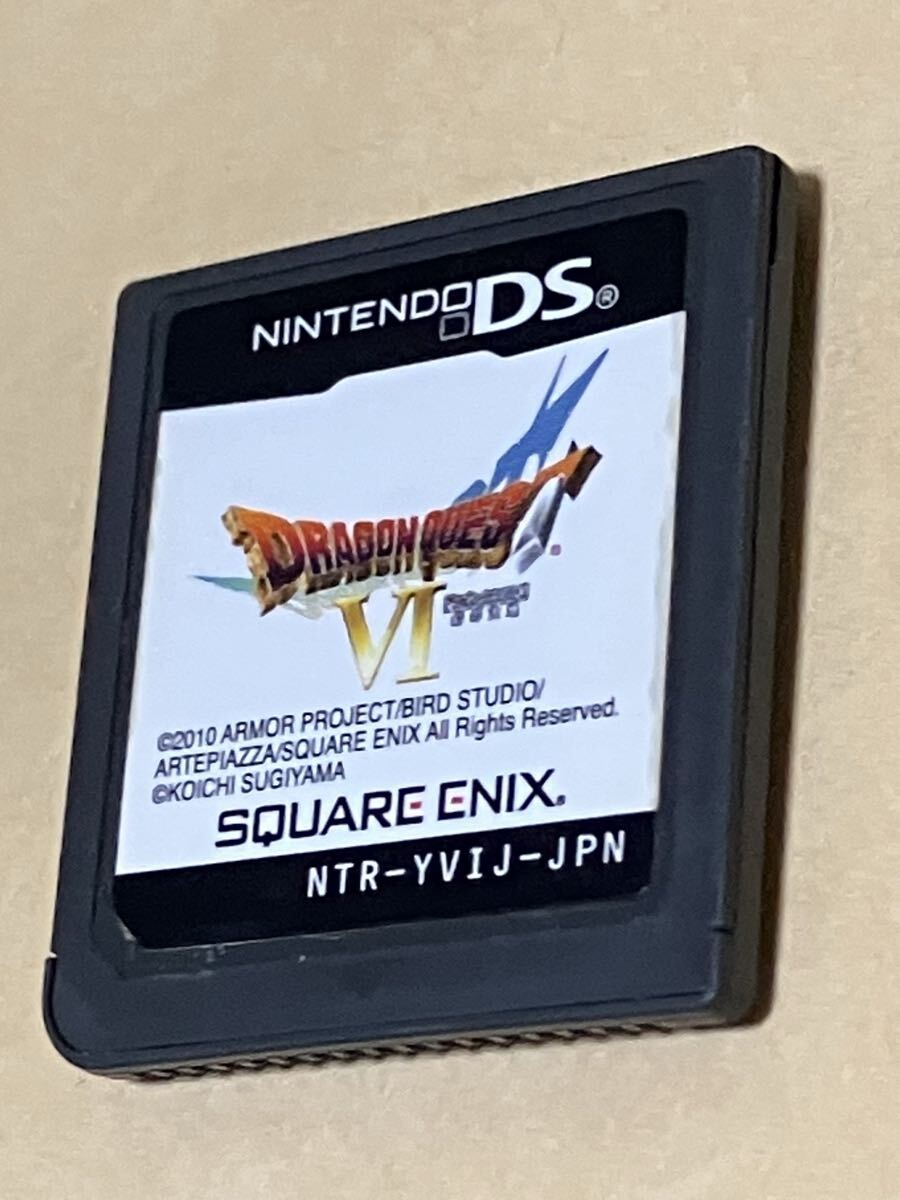 NINTENDO DS®
DRAGON QUEST
VI
©2010 ARMOR PROJECT/BIRD STUDIO/
ARTEPIAZZA/SQUARE ENIX All Rights Reserved.
©KOICHI SUGIYAMA
SQUARE ENIX.
NTR-YVIJ-JPN